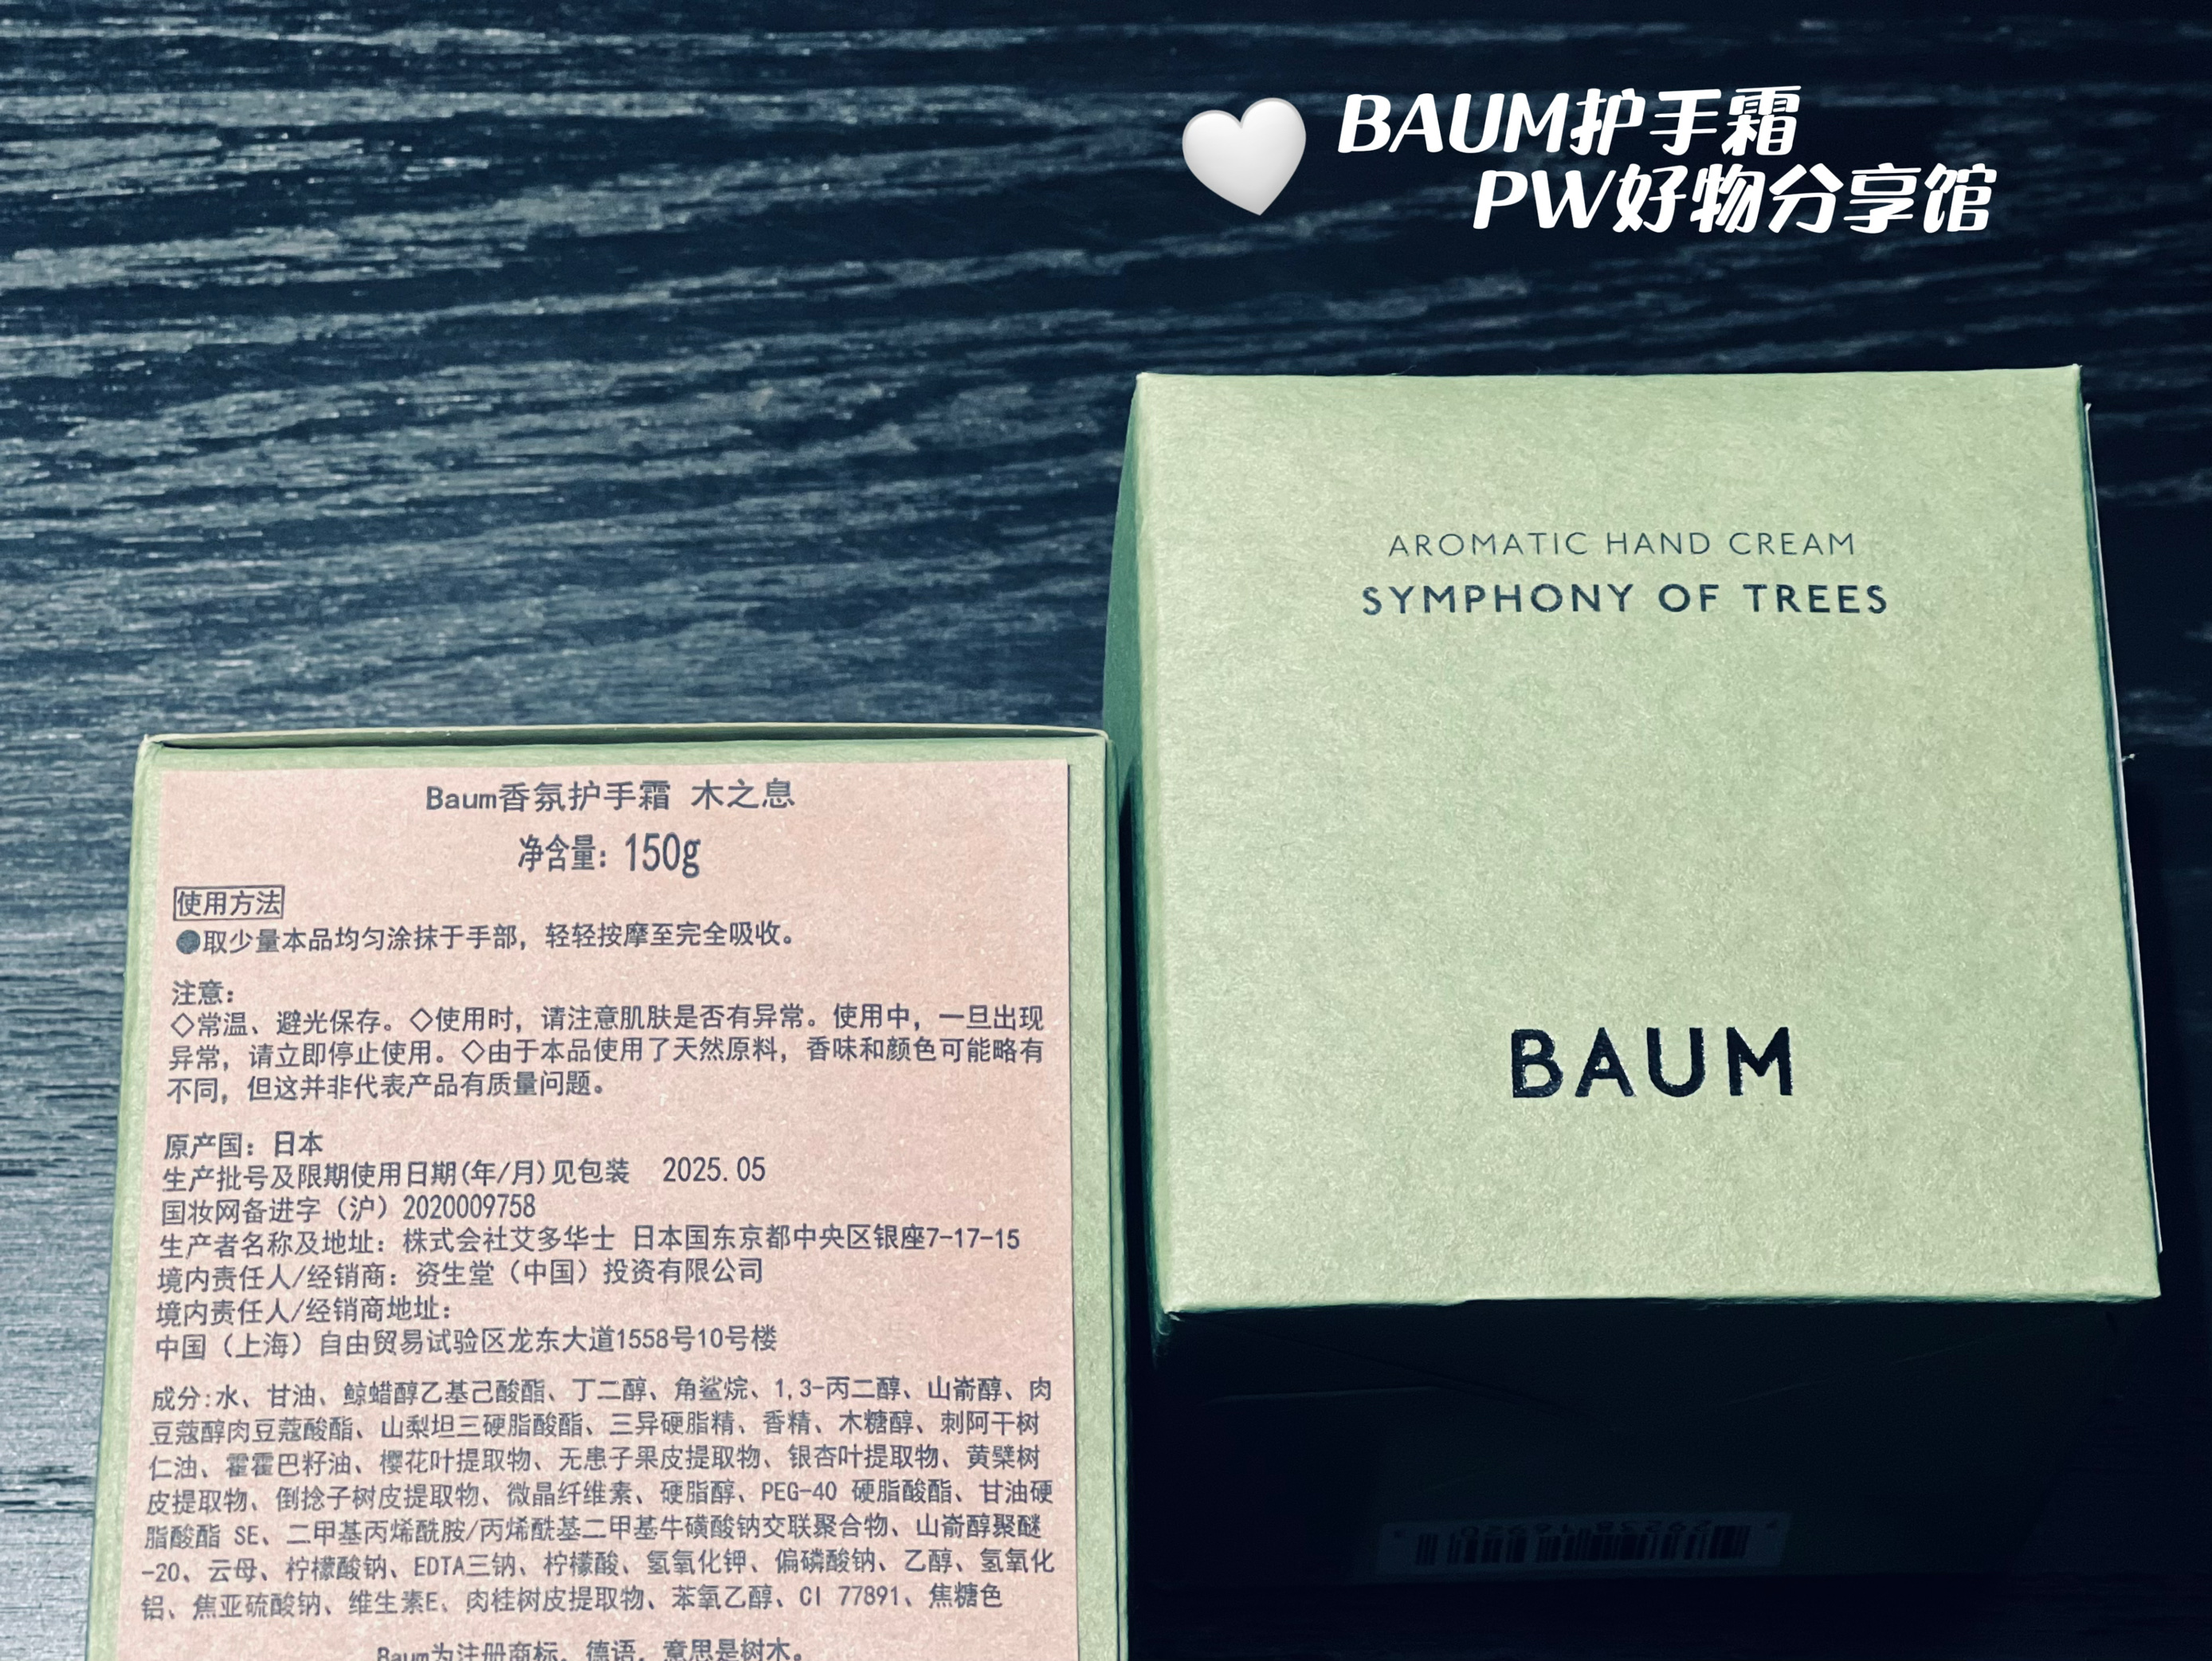 BAUM护手霜
PW好物分享馆
AROMATIC HAND CREAM
SYMPHONY OF TREES
BAUM
Baum香氛护手霜 木之息
净含量：150g
使用方法
●取少量本品均匀涂抹于手部，轻轻按摩至完全吸收。
注意：
◇常温、避光保存。◇使用时，请注意肌肤是否有异常。使用中，一旦出现
异常，请立即停止使用。◇由于本品使用了天然原料，香味和颜色可能略有
不同，但这并非代表产品有质量问题。
原产国：日本
生产批号及限期使用日期(年/月)见包装 2025.05
国妆网备进字（沪）2020009758
生产者名称及地址：株式会社艾多华士 日本国东京都中央区银座7-17-15
境内责任人/经销商：资生堂（中国）投资有限公司
境内责任人/经销商地址：
中国（上海）自由贸易试验区龙东大道1558号10号楼
成分:水、甘油、鲸蜡醇乙基己酸酯、丁二醇、角鲨烷、1,3-丙二醇、山嵛醇、肉
豆蔻醇肉豆蔻酸酯、山梨坦三硬脂酸酯、三异硬脂精、香精、木糖醇、刺阿干树
仁油、霍霍巴籽油、樱花叶提取物、无患子果皮提取物、银杏叶提取物、黄檗树
皮提取物、倒捻子树皮提取物、微晶纤维素、硬脂醇、PEG-40 硬脂酸酯、甘油硬
脂酸酯 SE、二甲基丙烯酰胺/丙烯酰基二甲基牛磺酸钠交联聚合物、山嵛醇聚醚
-20、云母、柠檬酸钠、EDTA三钠、柠檬酸、氢氧化钾、偏磷酸钠、乙醇、氢氧化
铝、焦亚硫酸钠、维生素E、肉桂树皮提取物、苯氧乙醇、CI 77891、焦糖色
Baum为注册商标，德语，意思是树木。